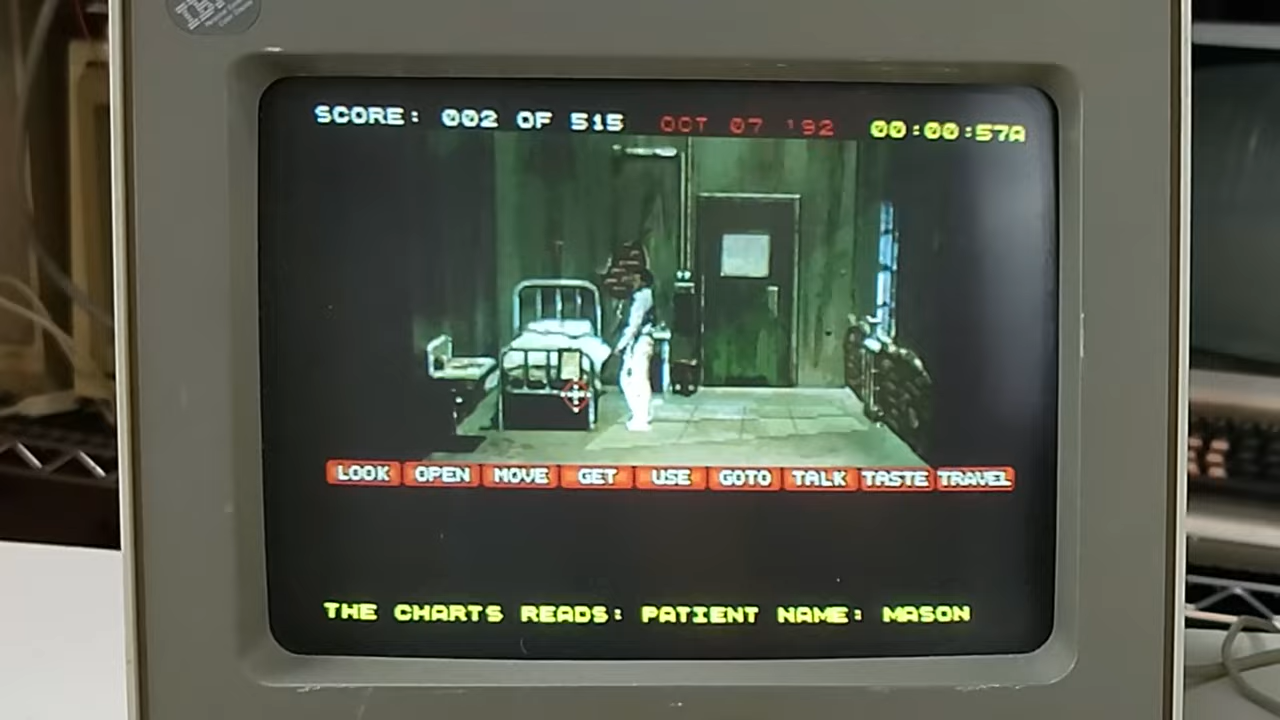 IBM
SCORE: 002 OF 515 OCT 07 '92 00:00:57A
LOOK OPEN MOVE GET USE GOTO TALK TASTE TRAVEL
THE CHARTS READS: PATIENT NAME: MASON